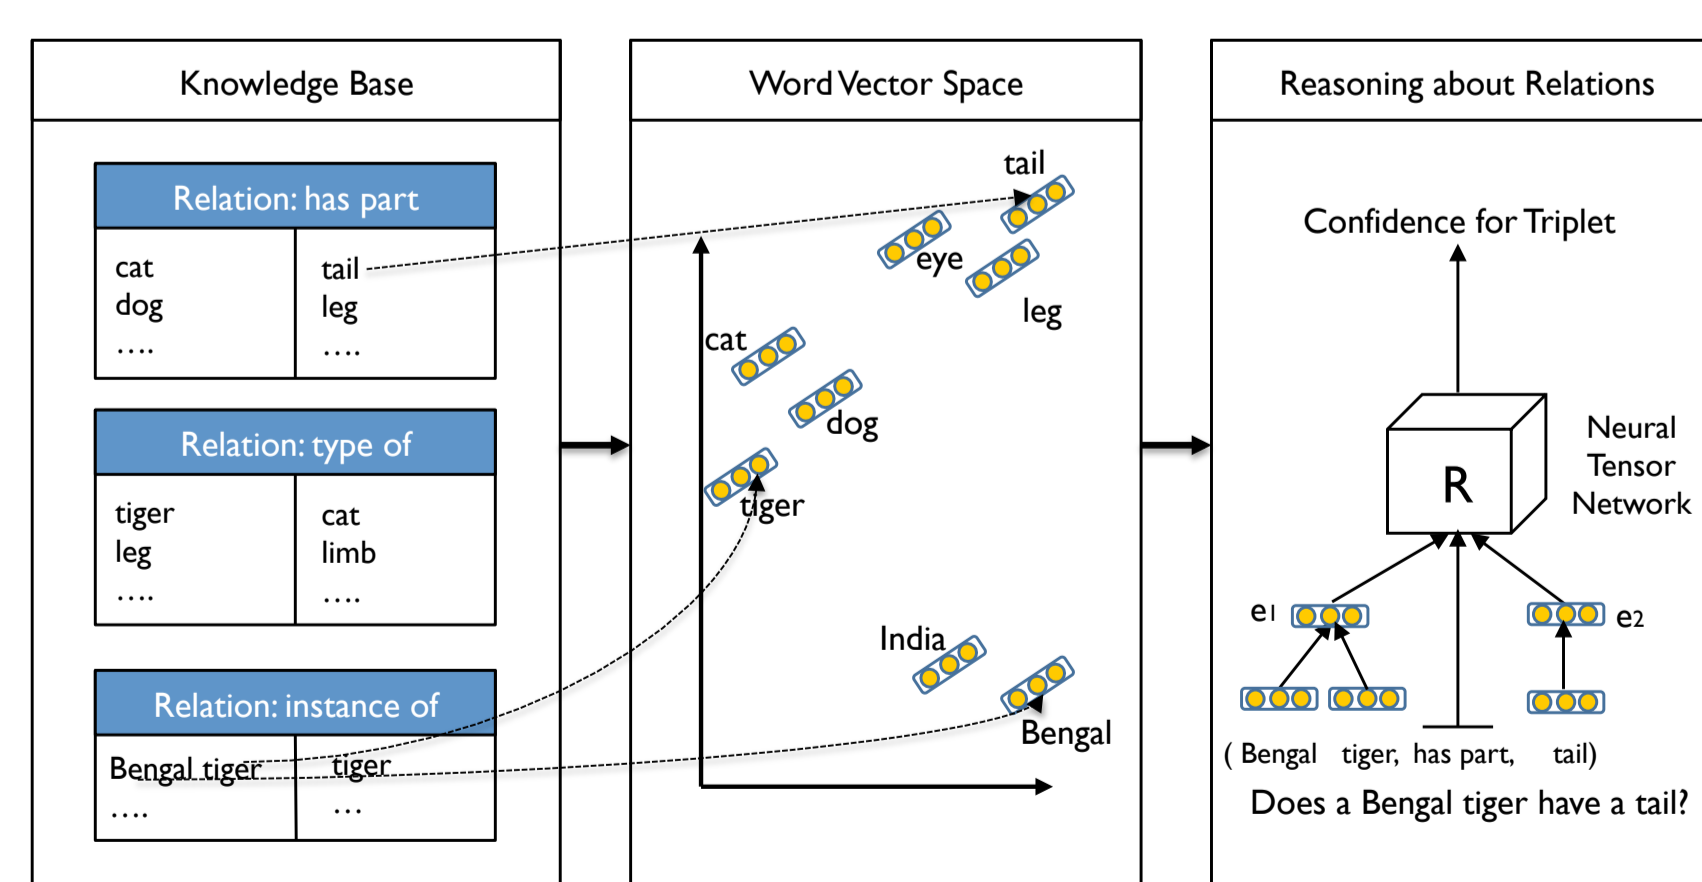 Knowledge Base
Relation: has part
cat tail
dog leg
.... ....
Relation: type of
tiger cat
leg limb
.... ....
Relation: instance of
Bengal tiger tiger
.... ...
Word Vector Space
tail
eye
leg
cat
dog
tiger
India
Bengal
Reasoning about Relations
Confidence for Triplet
R
Neural
Tensor
Network
e1 e2
( Bengal tiger, has part, tail)
Does a Bengal tiger have a tail?